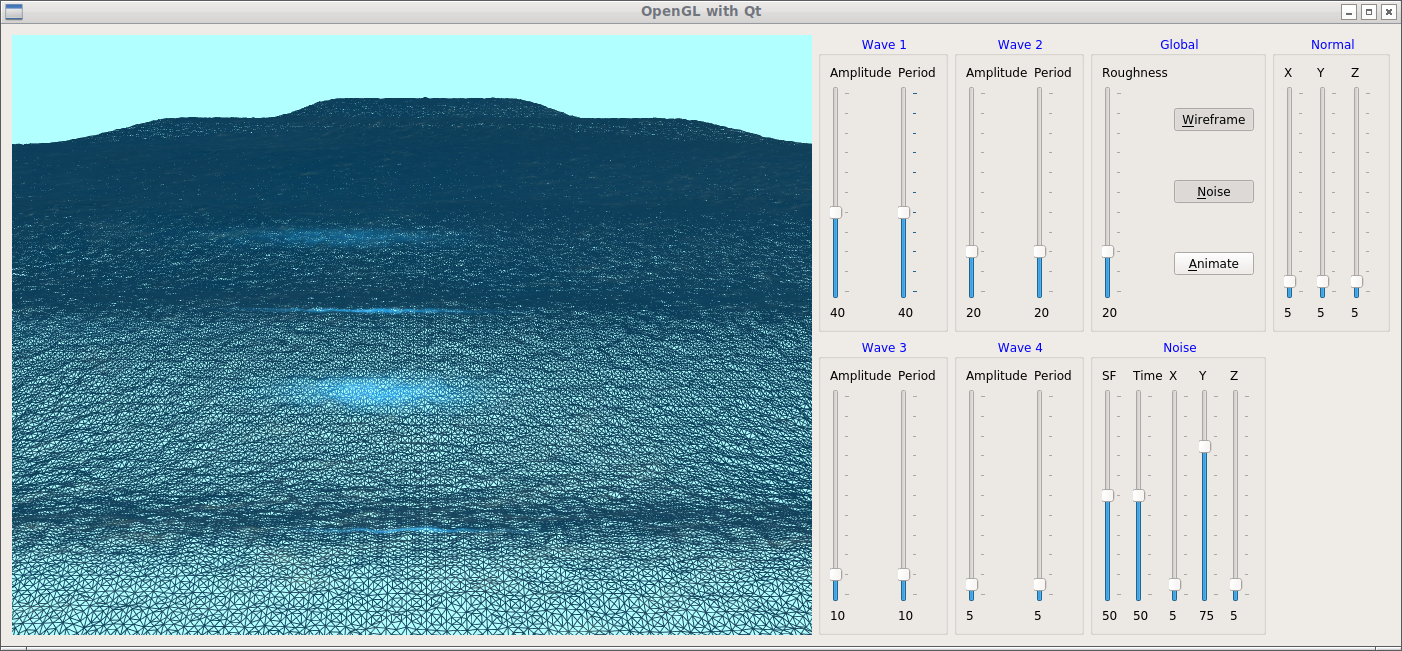 OpenGL with Qt
Wave 1
Amplitude Period
40 40
Wave 2
Amplitude Period
20 20
Global
Roughness
Wireframe
Noise
Animate
20
Normal
X Y Z
5 5 5
Wave 3
Amplitude Period
10 10
Wave 4
Amplitude Period
5 5
Noise
SF Time X Y Z
50 50 5 75 5